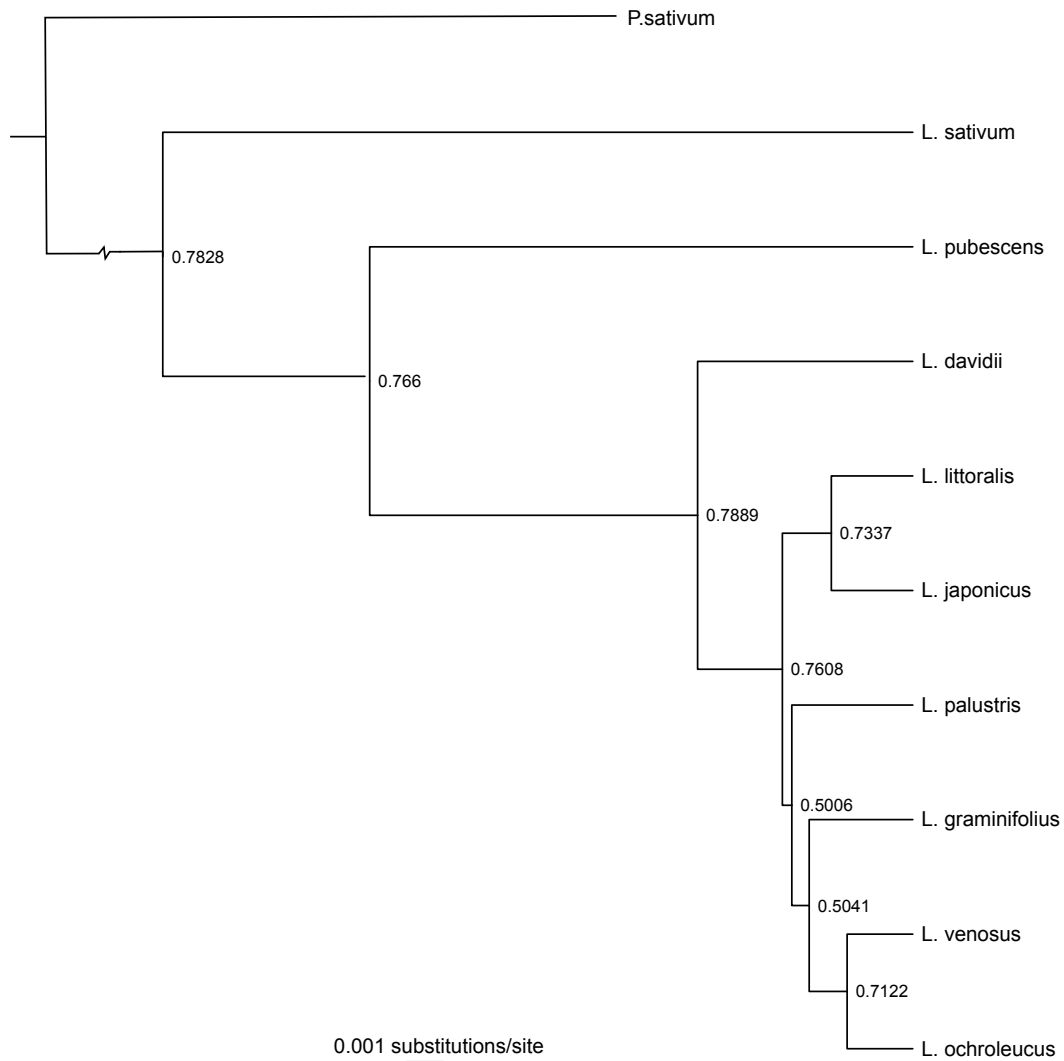 P.sativum
L. sativum
0.7828
L. pubescens
0.766
L. davidii
L. littoralis
0.7889
0.7337
L. japonicus
0.7608
L. palustris
0.5006
L. graminifolius
0.5041
L. venosus
0.7122
0.001 substitutions/site
L. ochroleucus